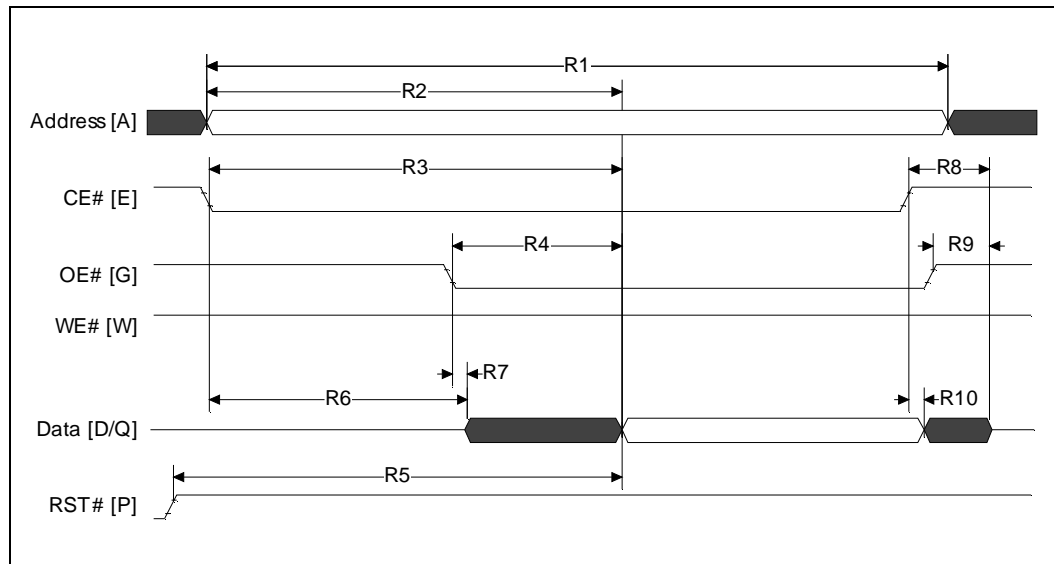 R1
R2
Address [A]
R3
R8
CE# [E]
R4
R9
OE# [G]
WE# [W]
R7
R6
R10
Data [D/Q]
R5
RST# [P]